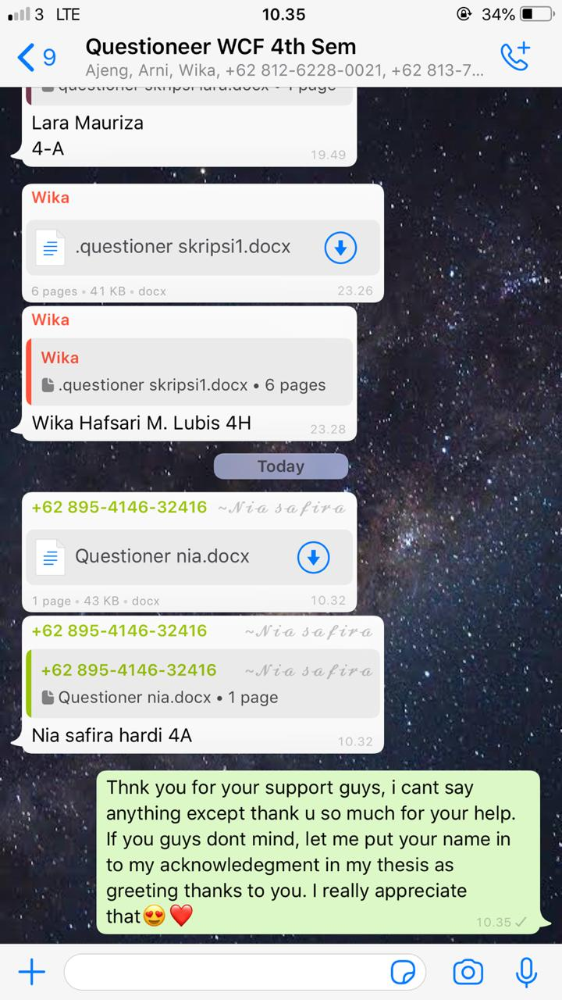 3 LTE 10.35 34%
9 Questioneer WCF 4th Sem
Ajeng, Arni, Wika, +62 812-6228-0021, +62 813-7...
questioner skripsi lara.docx • 1 page
Lara Mauriza
4-A 19.49
Wika
.questioner skripsi1.docx
6 pages • 41 KB • docx 23.26
Wika
Wika
.questioner skripsi1.docx • 6 pages
Wika Hafsari M. Lubis 4H 23.28
Today
+62 895-4146-32416 ~Nia safira
Questioner nia.docx
1 page • 43 KB • docx 10.32
+62 895-4146-32416 ~Nia safira
+62 895-4146-32416 ~Nia safira
Questioner nia.docx • 1 page
Nia safira hardi 4A 10.32
Thnk you for your support guys, i cant say
anything except thank u so much for your help.
If you guys dont mind, let me put your name in
to my acknowledegment in my thesis as
greeting thanks to you. I really appreciate
that😍❤️ 10.35